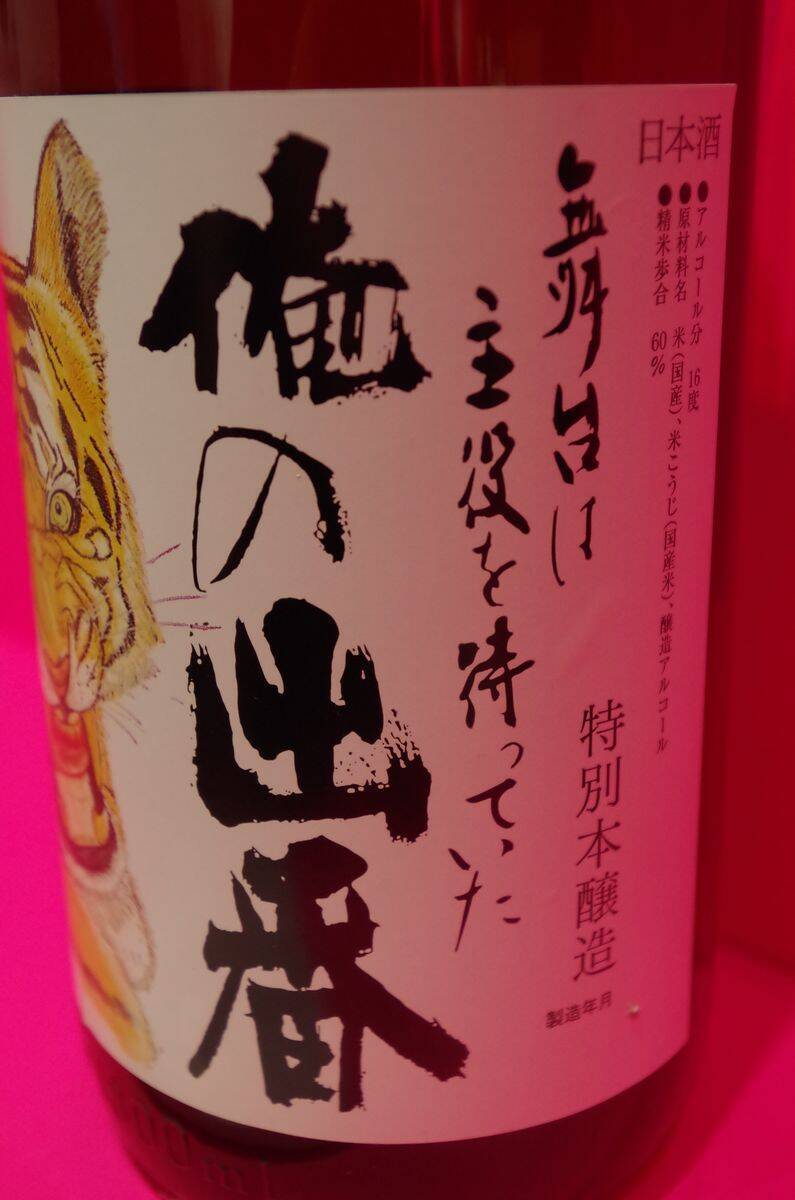 日本酒
●アルコール分 16度
●原材料名 米(国産)、米こうじ(国産米)、醸造アルコール
●精米歩合 60%
舞台は
主役を待っていた
俺の出番
特別本醸造
製造年月
00mL